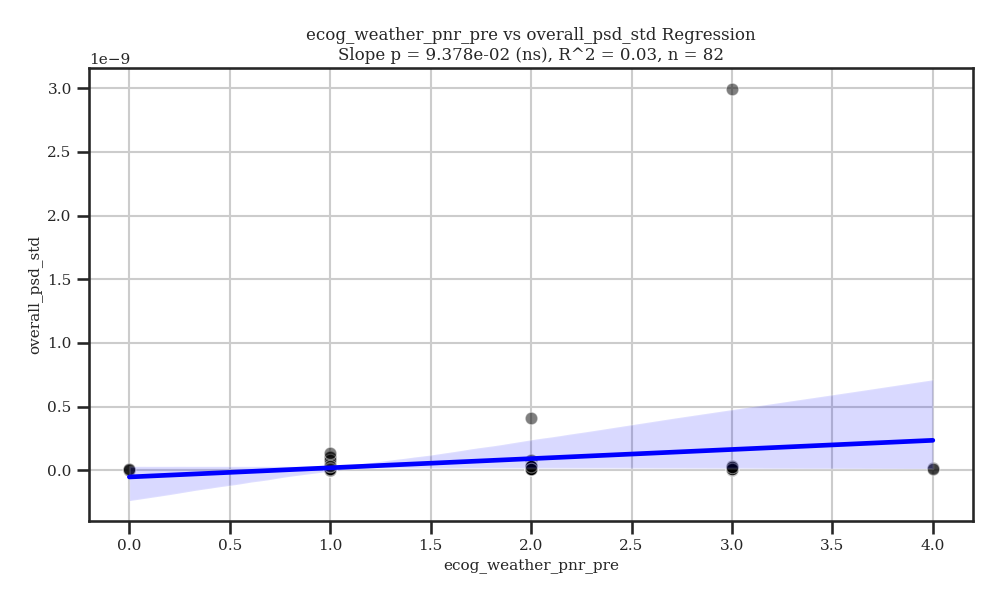 ecog_weather_pnr_pre vs overall_psd_std Regression
Slope p = 9.378e-02 (ns), R^2 = 0.03, n = 82
1e−9
3.0
2.5
2.0
1.5
1.0
0.5
0.0
overall_psd_std
0.0 0.5 1.0 1.5 2.0 2.5 3.0 3.5 4.0
ecog_weather_pnr_pre